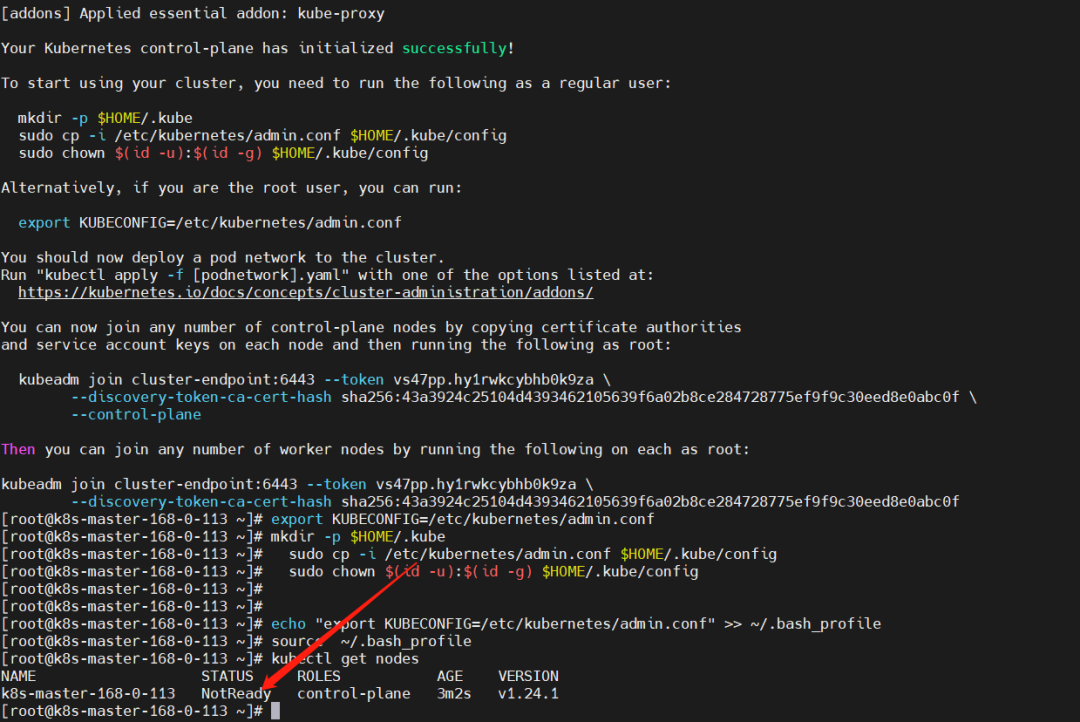 [addons] Applied essential addon: kube-proxy
Your Kubernetes control-plane has initialized successfully!
To start using your cluster, you need to run the following as a regular user:
mkdir -p $HOME/.kube
sudo cp -i /etc/kubernetes/admin.conf $HOME/.kube/config
sudo chown $(id -u):$(id -g) $HOME/.kube/config
Alternatively, if you are the root user, you can run:
export KUBECONFIG=/etc/kubernetes/admin.conf
You should now deploy a pod network to the cluster.
Run "kubectl apply -f [podnetwork].yaml" with one of the options listed at:
https://kubernetes.io/docs/concepts/cluster-administration/addons/
You can now join any number of control-plane nodes by copying certificate authorities
and service account keys on each node and then running the following as root:
kubeadm join cluster-endpoint:6443 --token vs47pp.hy1rwkcybhb0k9za \
--discovery-token-ca-cert-hash sha256:43a3924c25104d4393462105639f6a02b8ce284728775ef9f9c30eed8e0abc0f \
--control-plane
Then you can join any number of worker nodes by running the following on each as root:
kubeadm join cluster-endpoint:6443 --token vs47pp.hy1rwkcybhb0k9za \
--discovery-token-ca-cert-hash sha256:43a3924c25104d4393462105639f6a02b8ce284728775ef9f9c30eed8e0abc0f
[root@k8s-master-168-0-113 ~]# export KUBECONFIG=/etc/kubernetes/admin.conf
[root@k8s-master-168-0-113 ~]# mkdir -p $HOME/.kube
[root@k8s-master-168-0-113 ~]#   sudo cp -i /etc/kubernetes/admin.conf $HOME/.kube/config
[root@k8s-master-168-0-113 ~]#   sudo chown $(id -u):$(id -g) $HOME/.kube/config
[root@k8s-master-168-0-113 ~]#
[root@k8s-master-168-0-113 ~]#
[root@k8s-master-168-0-113 ~]# echo "export KUBECONFIG=/etc/kubernetes/admin.conf" >> ~/.bash_profile
[root@k8s-master-168-0-113 ~]# source  ~/.bash_profile
[root@k8s-master-168-0-113 ~]# kubectl get nodes
NAME STATUS ROLES AGE VERSION
k8s-master-168-0-113 NotReady control-plane 3m2s v1.24.1
[root@k8s-master-168-0-113 ~]#